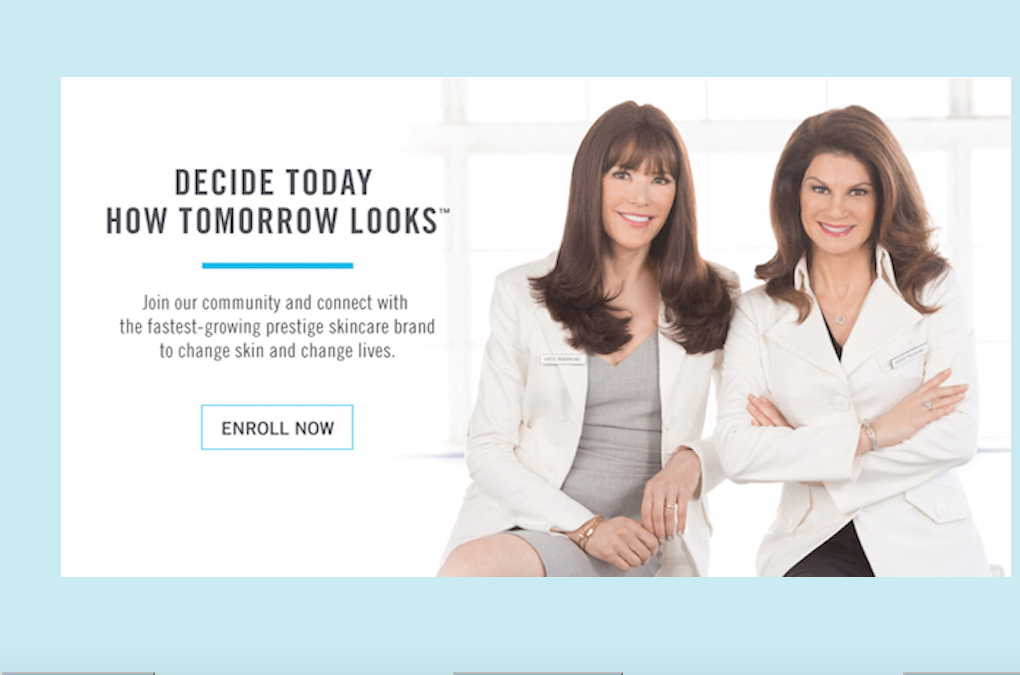 DECIDE TODAY
HOW TOMORROW LOOKS™
Join our community and connect with
the fastest-growing prestige skincare brand
to change skin and change lives.
ENROLL NOW